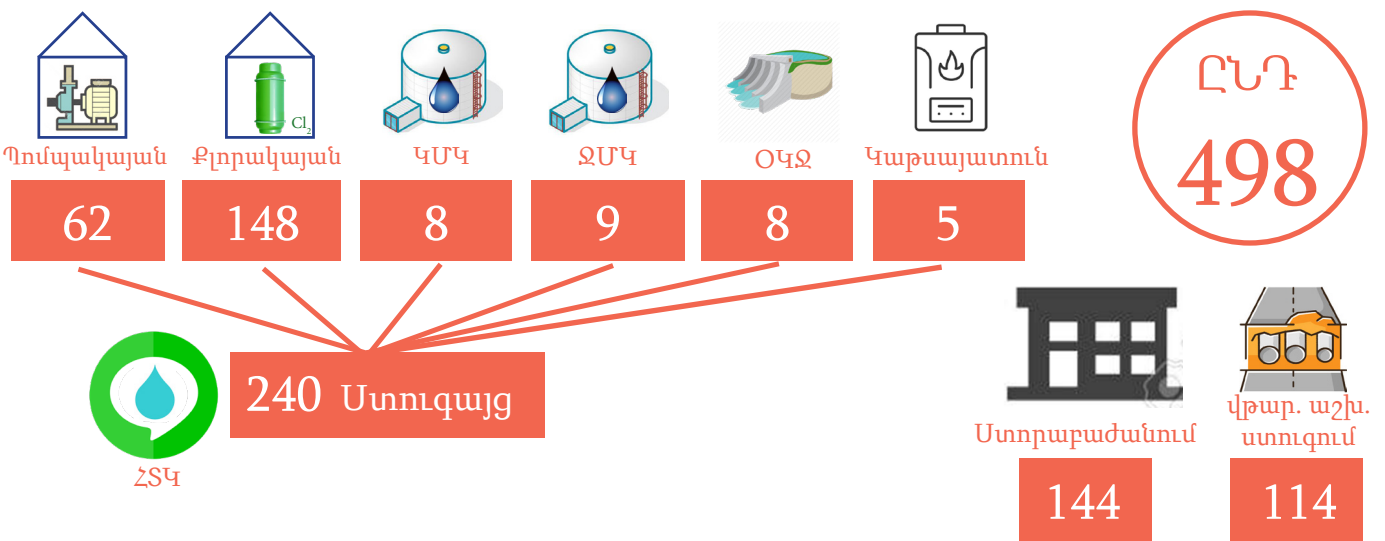 Cl₂
Պոմպակայան
Քլորակայան
ԿՄԿ
ՋՄԿ
ՕԿՋ
Կաթսայատուն
62
148
8
9
8
5
ԸՆԴ
498
240 Ստուգայց
ՀՏԿ
Ստորաբաժանում
144
վթար. աշխ.
ստուգում
114